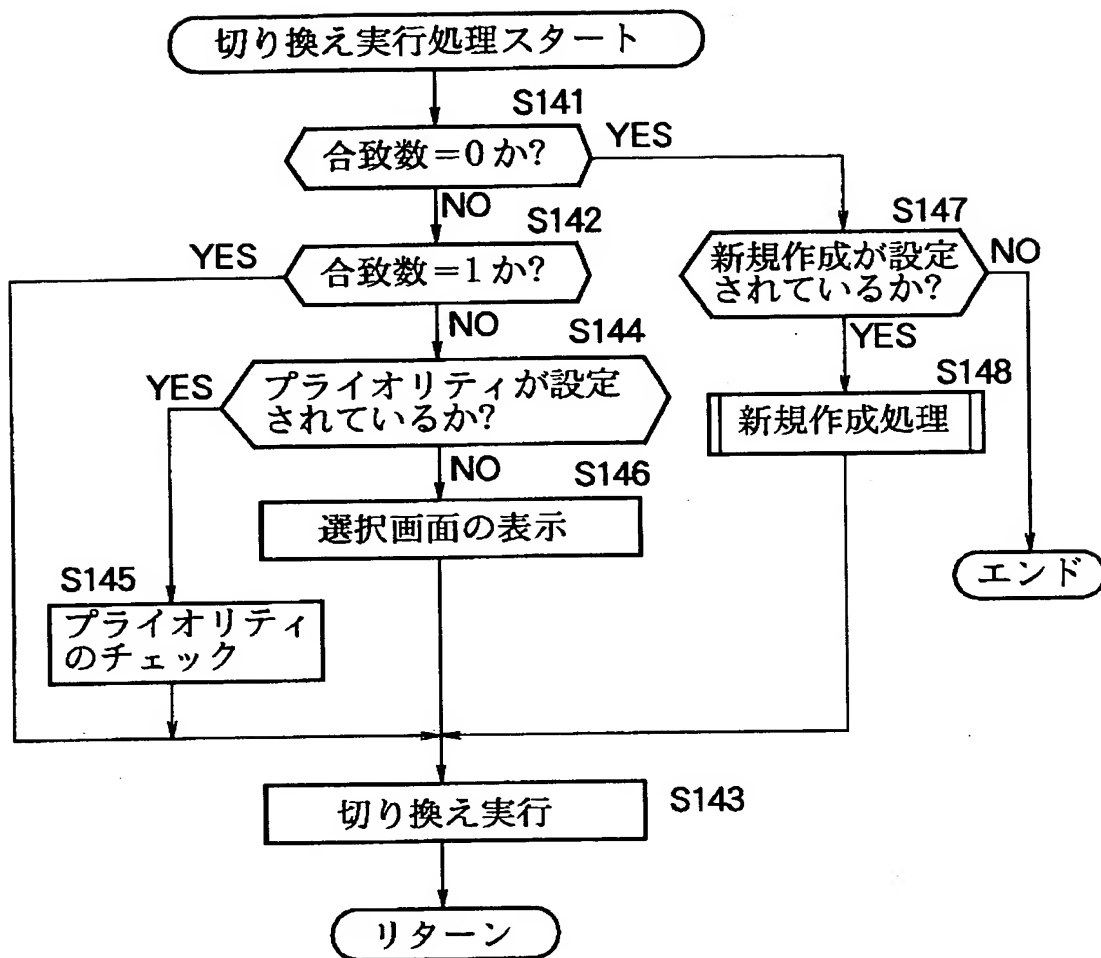 切り換え実行処理スタート
S141
合致数=0か?
YES
NO
S142
YES
合致数=1か?
NO
S147
新規作成が設定
されているか?
NO
YES
S144
YES
プライオリティが設定
されているか?
NO
S148
新規作成処理
S146
選択画面の表示
エンド
S145
プライオリティ
のチェック
切り換え実行
S143
リターン